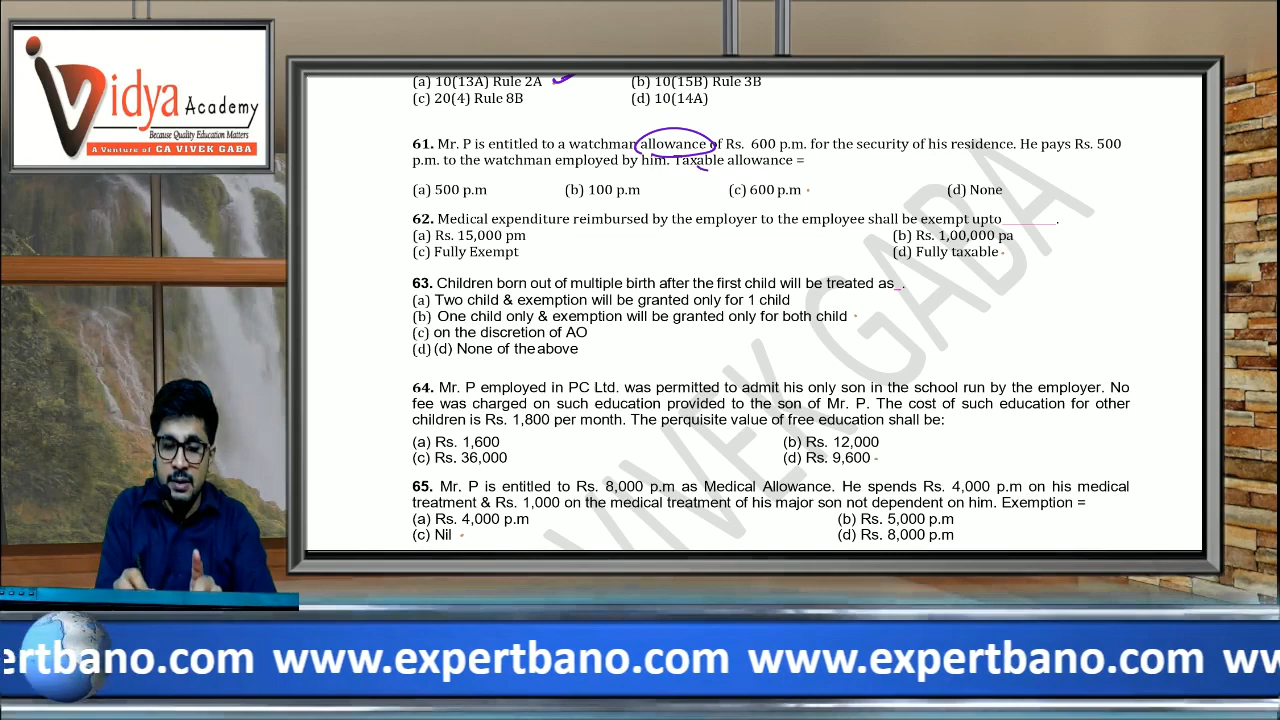 Vidya
Academy
Because Quality Education Matters
A Venture of CA VIVEK GABA
(a) 10(13A) Rule 2A
(b) 10(15B) Rule 3B
(c) 20(4) Rule 8B
(d) 10(14A)
61. Mr. P is entitled to a watchman allowance of Rs. 600 p.m. for the security of his residence. He pays Rs. 500
p.m. to the watchman employed by him. Taxable allowance =
(a) 500 p.m
(b) 100 p.m
(c) 600 p.m
(d) None
62. Medical expenditure reimbursed by the employer to the employee shall be exempt upto________.
(a) Rs. 15,000 pm
(b) Rs. 1,00,000 pa
(c) Fully Exempt
(d) Fully taxable
63. Children born out of multiple birth after the first child will be treated as_.
(a) Two child & exemption will be granted only for 1 child
(b) One child only & exemption will be granted only for both child
(c) on the discretion of AO
(d) (d) None of the above
64. Mr. P employed in PC Ltd. was permitted to admit his only son in the school run by the employer. No
fee was charged on such education provided to the son of Mr. P. The cost of such education for other
children is Rs. 1,800 per month. The perquisite value of free education shall be:
(a) Rs. 1,600
(b) Rs. 12,000
(c) Rs. 36,000
(d) Rs. 9,600
65. Mr. P is entitled to Rs. 8,000 p.m as Medical Allowance. He spends Rs. 4,000 p.m on his medical
treatment & Rs. 1,000 on the medical treatment of his major son not dependent on him. Exemption =
(a) Rs. 4,000 p.m
(b) Rs. 5,000 p.m
(c) Nil
(d) Rs. 8,000 p.m
VIVEK GABA
ertbano.com www.expertbano.com www.expertbano.com ww